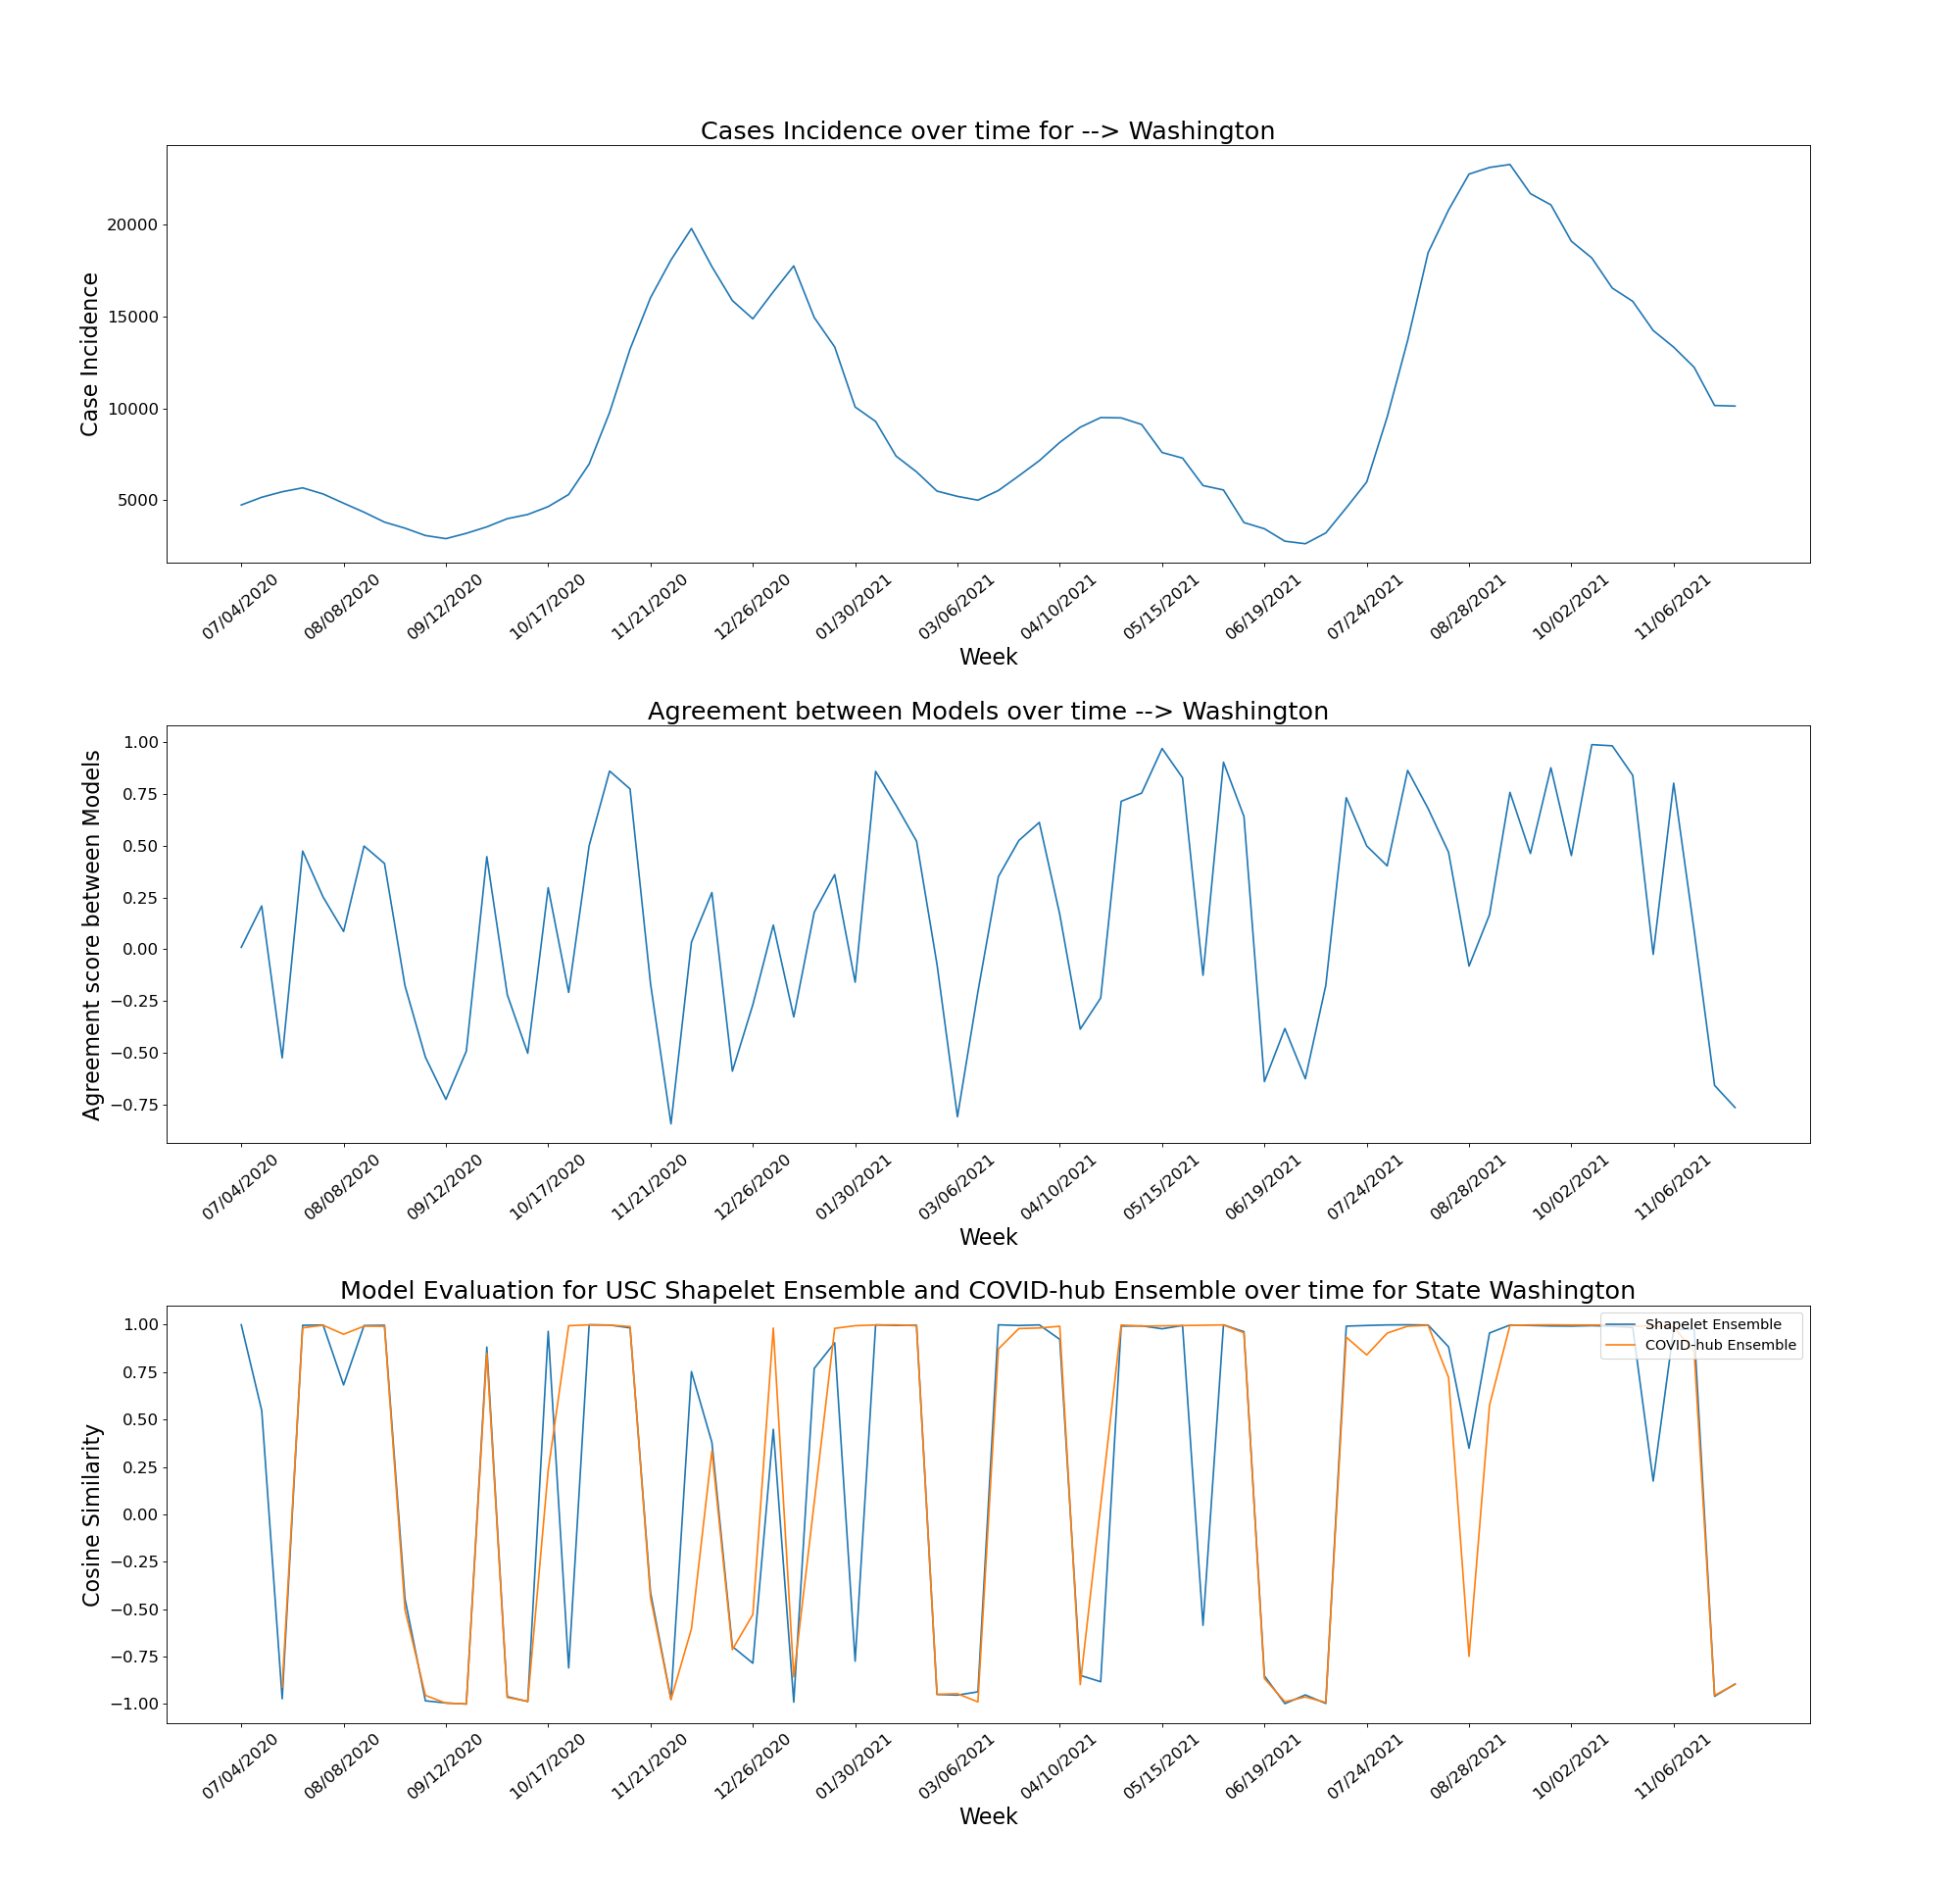 Cases Incidence over time for --> Washington
Case Incidence
20000
15000
10000
5000
07/04/2020 08/08/2020 09/12/2020 10/17/2020 11/21/2020 12/26/2020 01/30/2021 03/06/2021 04/10/2021 05/15/2021 06/19/2021 07/24/2021 08/28/2021 10/02/2021 11/06/2021
Week
Agreement between Models over time --> Washington
Agreement score between Models
1.00
0.75
0.50
0.25
0.00
−0.25
−0.50
−0.75
07/04/2020 08/08/2020 09/12/2020 10/17/2020 11/21/2020 12/26/2020 01/30/2021 03/06/2021 04/10/2021 05/15/2021 06/19/2021 07/24/2021 08/28/2021 10/02/2021 11/06/2021
Week
Model Evaluation for USC Shapelet Ensemble and COVID-hub Ensemble over time for State Washington
Cosine Similarity
1.00
0.75
0.50
0.25
0.00
−0.25
−0.50
−0.75
−1.00
Shapelet Ensemble
COVID-hub Ensemble
07/04/2020 08/08/2020 09/12/2020 10/17/2020 11/21/2020 12/26/2020 01/30/2021 03/06/2021 04/10/2021 05/15/2021 06/19/2021 07/24/2021 08/28/2021 10/02/2021 11/06/2021
Week